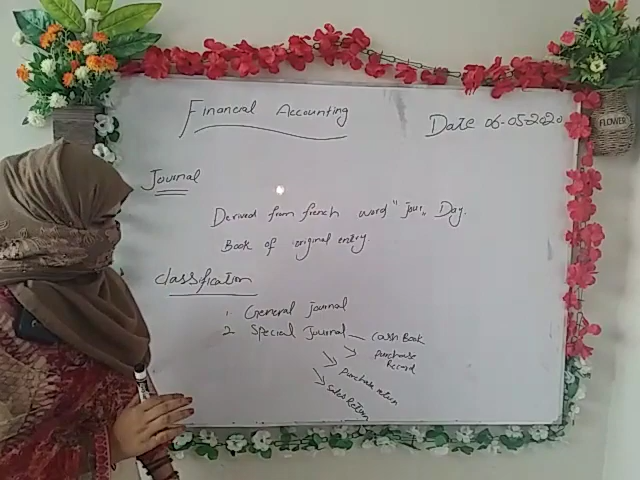 Financial Accounting
Date 06-05-2020
FLOWER
Journal
Derived from french word "Jour" Day.
Book of original entry.
Classification
1. General Journal
2. Special Journal
Cash Book
Purchase Record
Purchase return
Sales Return